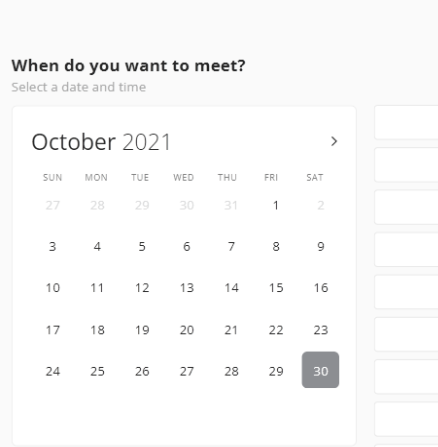 When do you want to meet?
Select a date and time
October 2021
SUN MON TUE WED THU FRI SAT
27 28 29 30 31 1 2
3 4 5 6 7 8 9
10 11 12 13 14 15 16
17 18 19 20 21 22 23
24 25 26 27 28 29 30